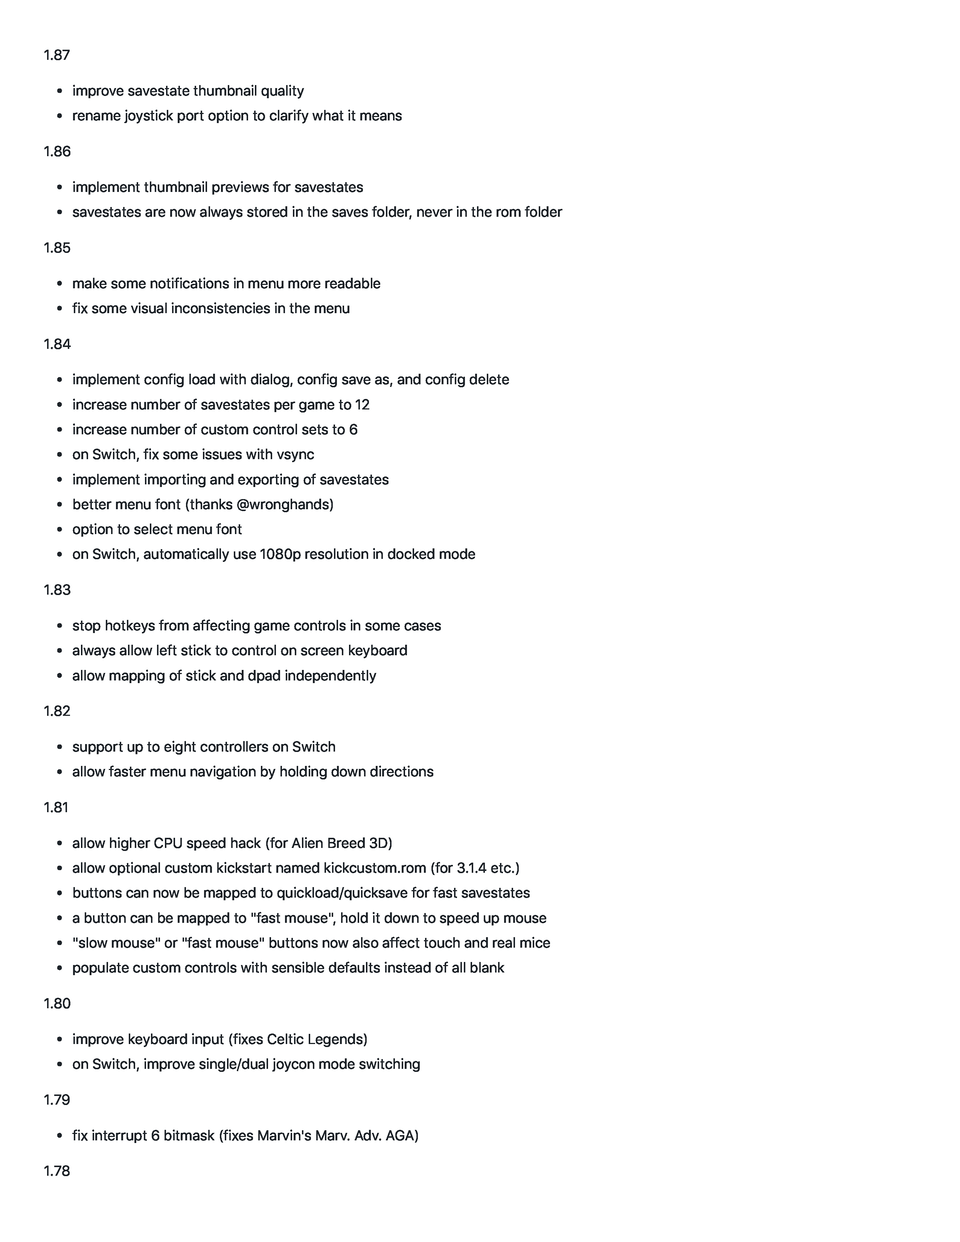 1.87
• improve savestate thumbnail quality
• rename joystick port option to clarify what it means
1.86
• implement thumbnail previews for savestates
• savestates are now always stored in the saves folder, never in the rom folder
1.85
• make some notifications in menu more readable
• fix some visual inconsistencies in the menu
1.84
• implement config load with dialog, config save as, and config delete
• increase number of savestates per game to 12
• increase number of custom control sets to 6
• on Switch, fix some issues with vsync
• implement importing and exporting of savestates
• better menu font (thanks @wronghands)
• option to select menu font
• on Switch, automatically use 1080p resolution in docked mode
1.83
• stop hotkeys from affecting game controls in some cases
• always allow left stick to control on screen keyboard
• allow mapping of stick and dpad independently
1.82
• support up to eight controllers on Switch
• allow faster menu navigation by holding down directions
1.81
• allow higher CPU speed hack (for Alien Breed 3D)
• allow optional custom kickstart named kickcustom.rom (for 3.1.4 etc.)
• buttons can now be mapped to quickload/quicksave for fast savestates
• a button can be mapped to "fast mouse", hold it down to speed up mouse
• "slow mouse" or "fast mouse" buttons now also affect touch and real mice
• populate custom controls with sensible defaults instead of all blank
1.80
• improve keyboard input (fixes Celtic Legends)
• on Switch, improve single/dual joycon mode switching
1.79
• fix interrupt 6 bitmask (fixes Marvin's Marv. Adv. AGA)
1.78